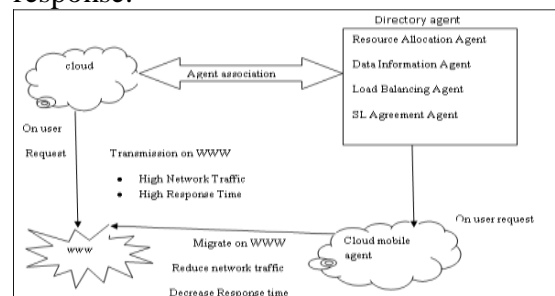 response.
Directory agent
Resource Allocation Agent
Data Information Agent
Load Balancing Agent
SL Agreement Agent
cloud
Agent association
On user
Request
Transmission on WWW
• High Network Traffic
• High Response Time
On user request
www
Migrate on WWW
Reduce network traffic
Decrease Response time
Cloud mobile
agent